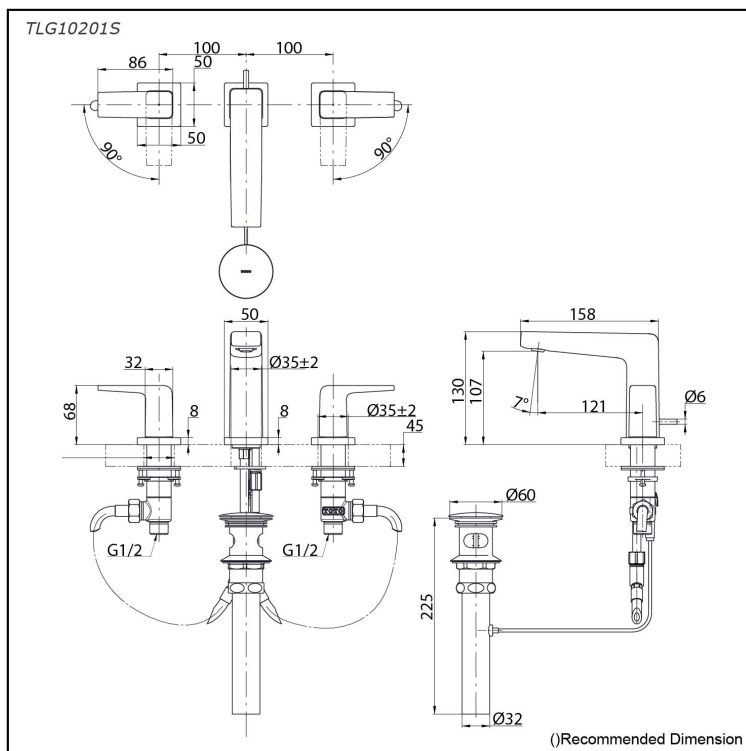 TLG10201S
100 100
86 50
50
90° 90°
50 158
32 Ø35±2
130
107
68
8 8 Ø35±2
45
7° 121 Ø6
Ø60
G1/2 G1/2
225
Ø32
()Recommended Dimension